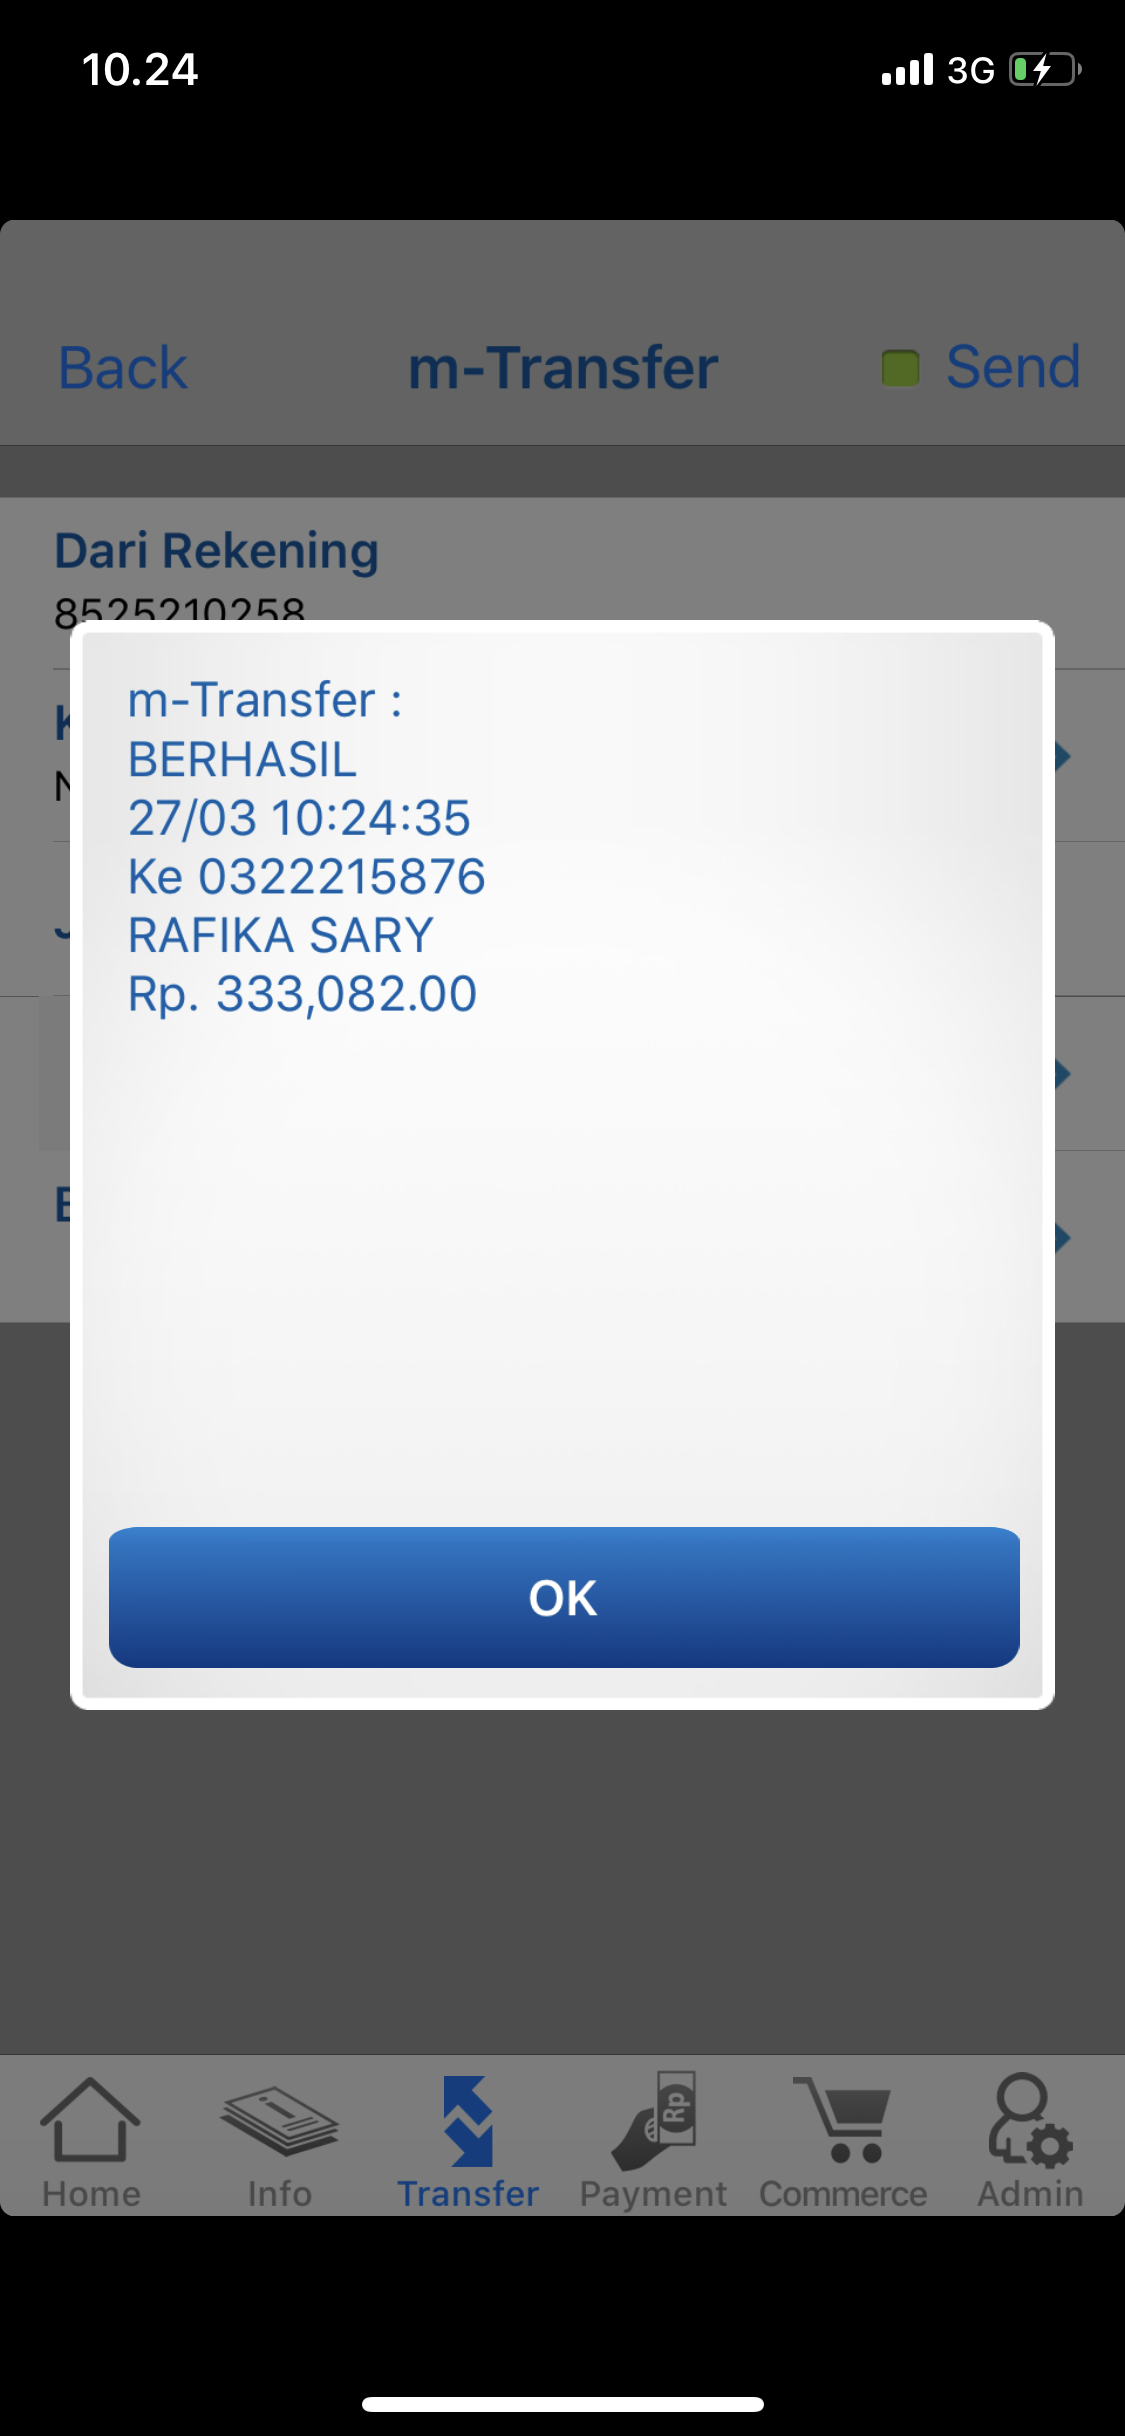 10.24
3G
Back
m-Transfer
Send
Dari Rekening
8525210258
m-Transfer :
BERHASIL
27/03 10:24:35
Ke 0322215876
RAFIKA SARY
Rp. 333,082.00
OK
Rp
Home
Info
Transfer
Payment
Commerce
Admin